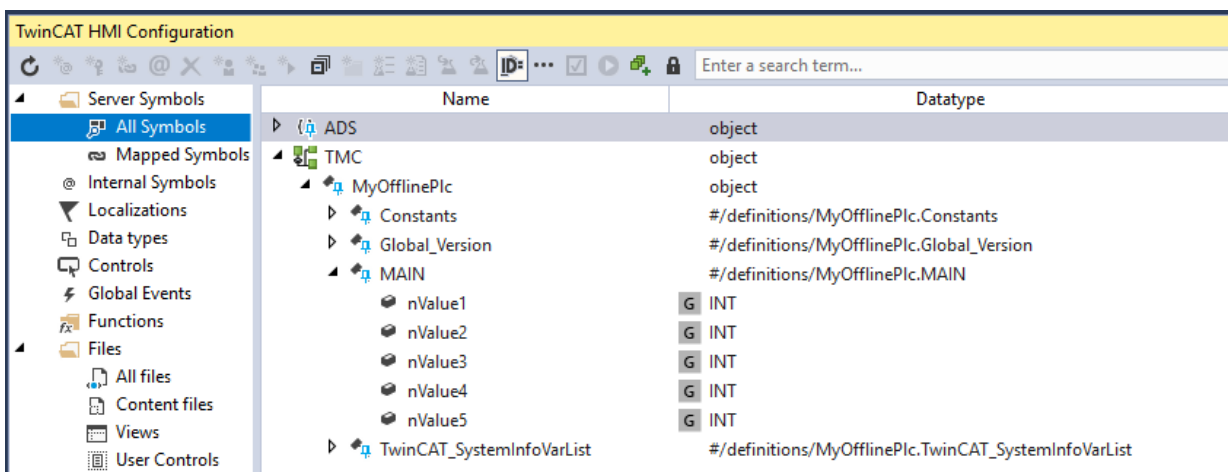 TwinCAT HMI Configuration
@ ID= ... Enter a search term...
Server Symbols
All Symbols
Mapped Symbols
@ Internal Symbols
Localizations
Data types
Controls
Global Events
fx Functions
Files
All files
Content files
Views
User Controls
Name Datatype
ADS object
TMC object
MyOfflinePlc object
Constants #/definitions/MyOfflinePlc.Constants
Global_Version #/definitions/MyOfflinePlc.Global_Version
MAIN #/definitions/MyOfflinePlc.MAIN
nValue1 G INT
nValue2 G INT
nValue3 G INT
nValue4 G INT
nValue5 G INT
TwinCAT_SystemInfoVarList #/definitions/MyOfflinePlc.TwinCAT_SystemInfoVarList